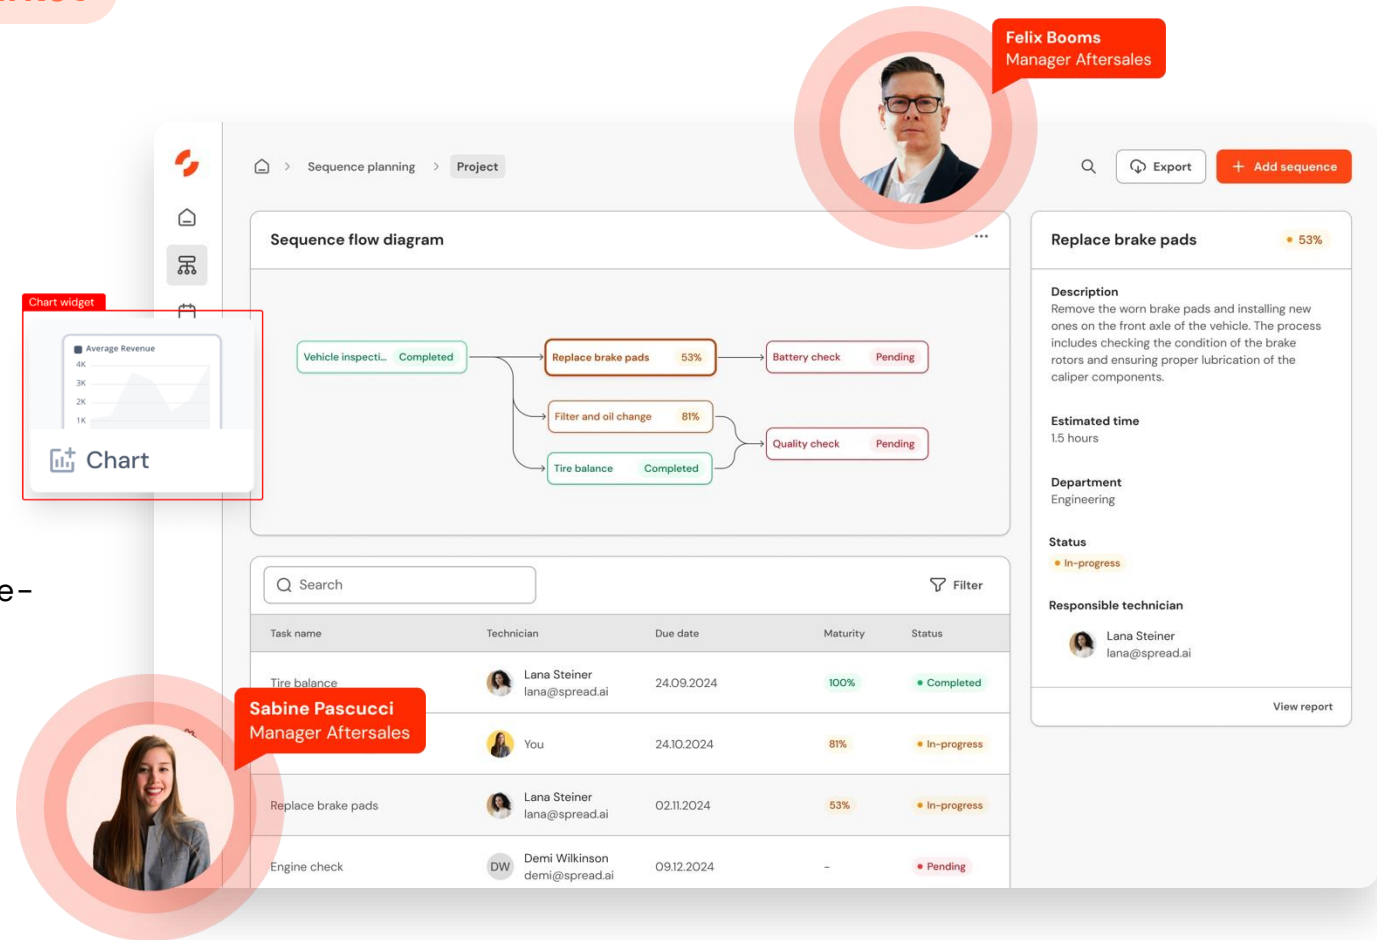 Felix Booms
Manager Aftersales
Sequence planning
Project
Export
+ Add sequence
Sequence flow diagram
...
Replace brake pads
53%
Chart widget
Average Revenue
4K
3K
2K
1K
Chart
Vehicle inspecti... Completed
Replace brake pads 53%
Battery check Pending
Filter and oil change 81%
Quality check Pending
Tire balance Completed
Description
Remove the worn brake pads and installing new
ones on the front axle of the vehicle. The process
includes checking the condition of the brake
rotors and ensuring proper lubrication of the
caliper components.
Estimated time
1.5 hours
Department
Engineering
Status
In-progress
Responsible technician
Lana Steiner
lana@spread.ai
View report
e-
Search
Filter
Task name Technician Due date Maturity Status
Tire balance Lana Steiner 24.09.2024 100% Completed
lana@spread.ai
Sabine Pascucci
Manager Aftersales
You 24.10.2024 81% In-progress
Replace brake pads Lana Steiner 02.11.2024 53% In-progress
lana@spread.ai
Engine check DW Demi Wilkinson 09.12.2024 - Pending
demi@spread.ai